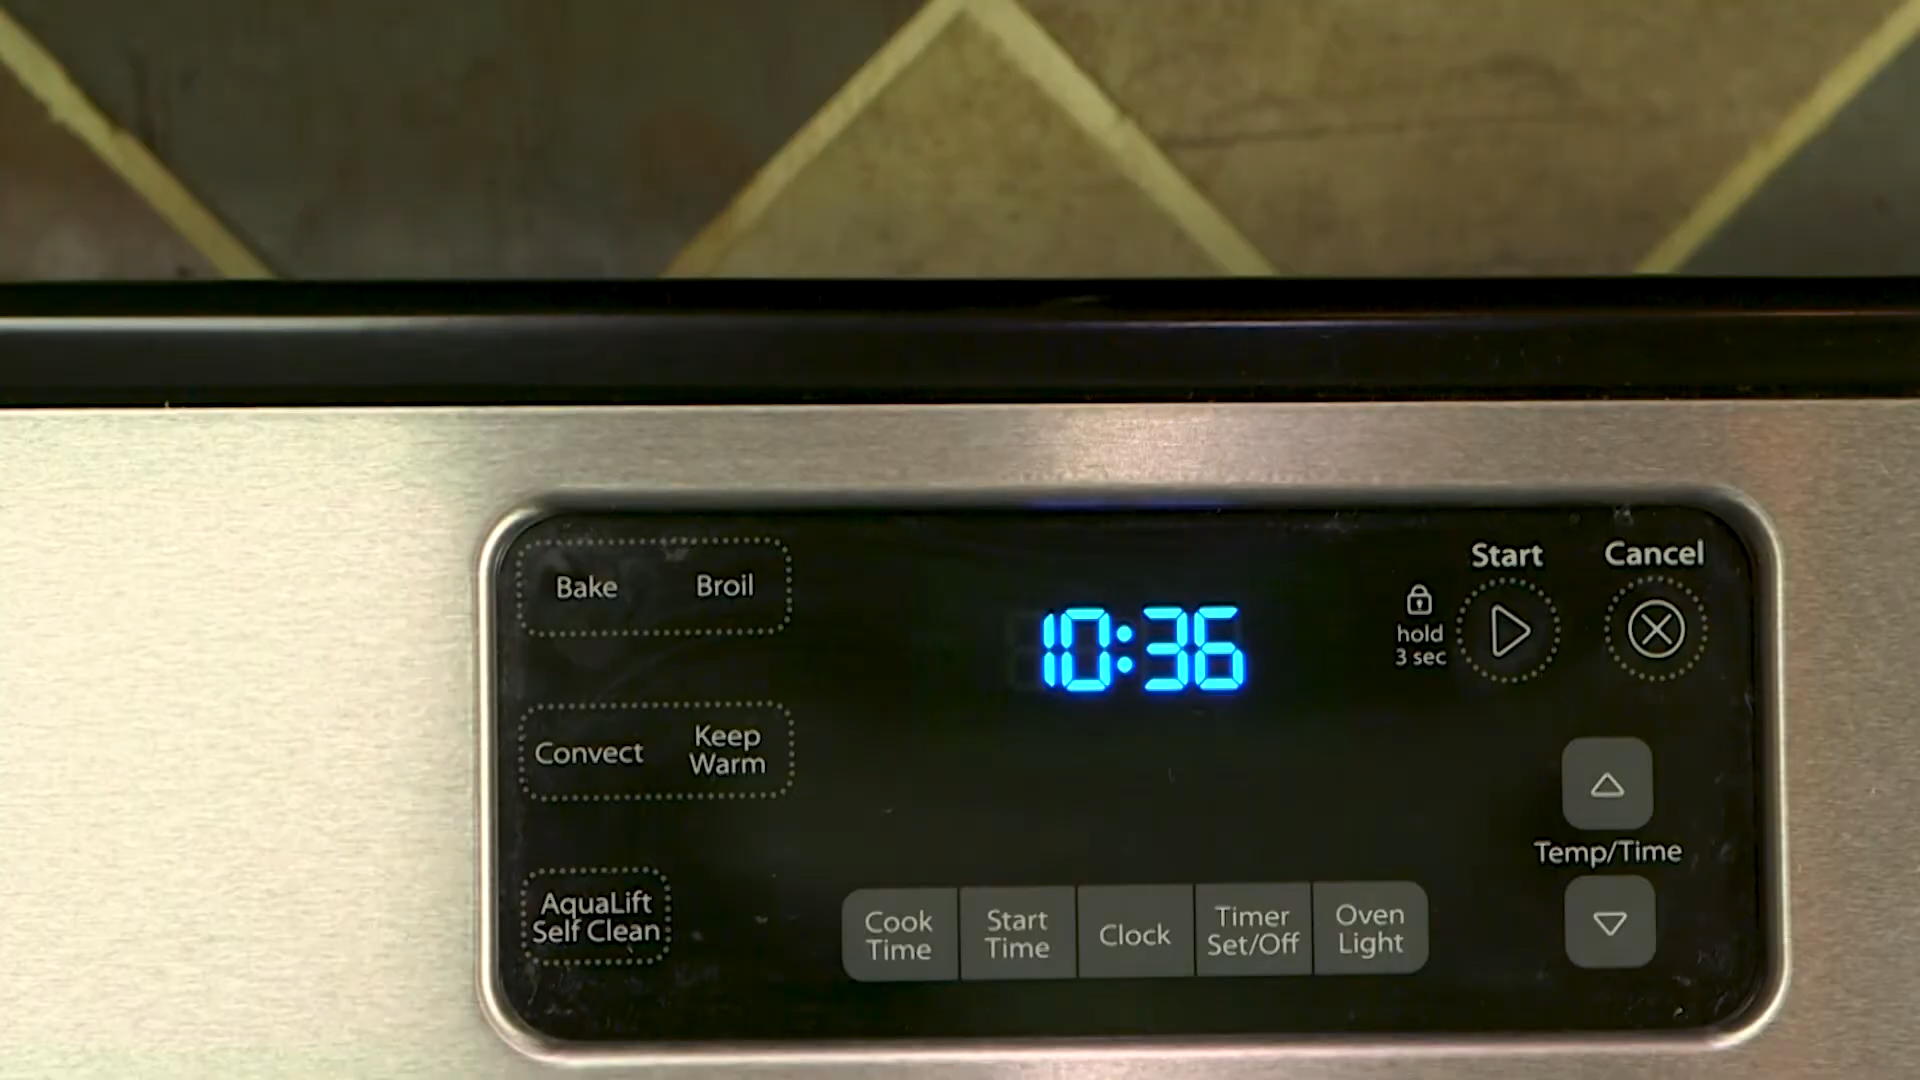 Bake Broil
10:36
hold
3 sec
Start
Cancel
Convect
Keep
Warm
Temp/Time
AquaLift
Self Clean
Cook
Time
Start
Time
Clock
Timer
Set/Off
Oven
Light